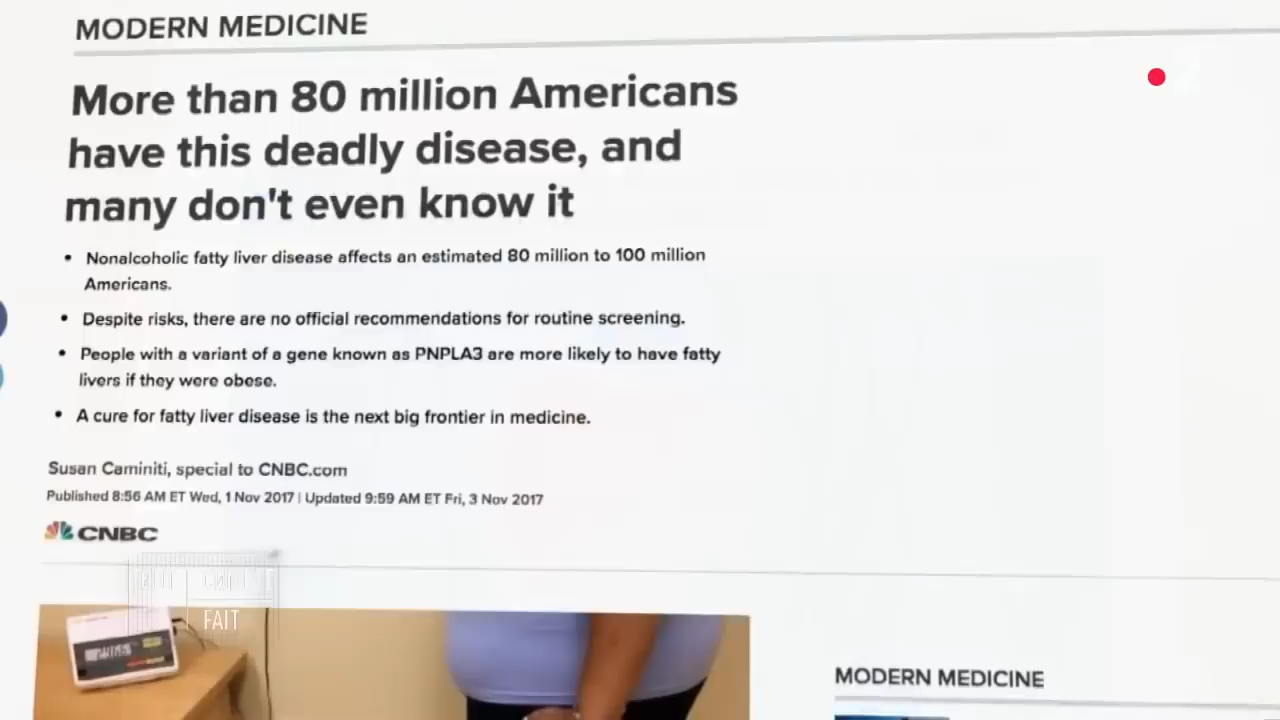 MODERN MEDICINE
More than 80 million Americans
have this deadly disease, and
many don't even know it
• Nonalcoholic fatty liver disease affects an estimated 80 million to 100 million
Americans.
• Despite risks, there are no official recommendations for routine screening.
• People with a variant of a gene known as PNPLA3 are more likely to have fatty
livers if they were obese.
• A cure for fatty liver disease is the next big frontier in medicine.
Susan Caminiti, special to CNBC.com
Published 8:56 AM ET Wed, 1 Nov 2017 | Updated 9:59 AM ET Fri, 3 Nov 2017
CNBC
FAIT
MODERN MEDICINE